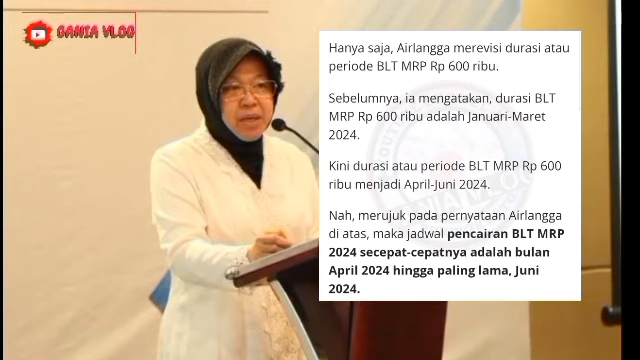 GANIA VLOG
Hanya saja, Airlangga merevisi durasi atau
periode BLT MRP Rp 600 ribu.
Sebelumnya, ia mengatakan, durasi BLT
MRP Rp 600 ribu adalah Januari-Maret
2024.
Kini durasi atau periode BLT MRP Rp 600
ribu menjadi April-Juni 2024.
Nah, merujuk pada pernyataan Airlangga
di atas, maka jadwal pencairan BLT MRP
2024 secepat-cepatnya adalah bulan
April 2024 hingga paling lama, Juni
2024.